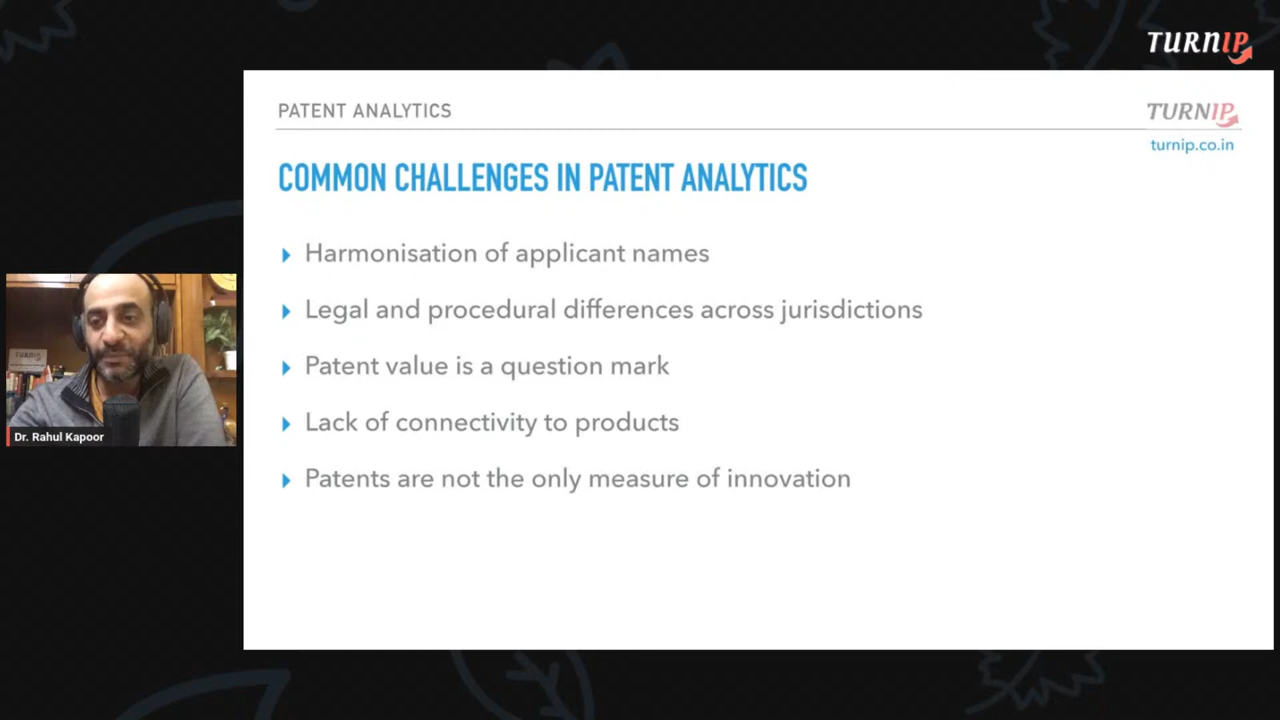 TURNIP
PATENT ANALYTICS
TURNIP
turnip.co.in
COMMON CHALLENGES IN PATENT ANALYTICS
Harmonisation of applicant names
Legal and procedural differences across jurisdictions
Patent value is a question mark
Lack of connectivity to products
Patents are not the only measure of innovation
TURNIP
Dr. Rahul Kapoor